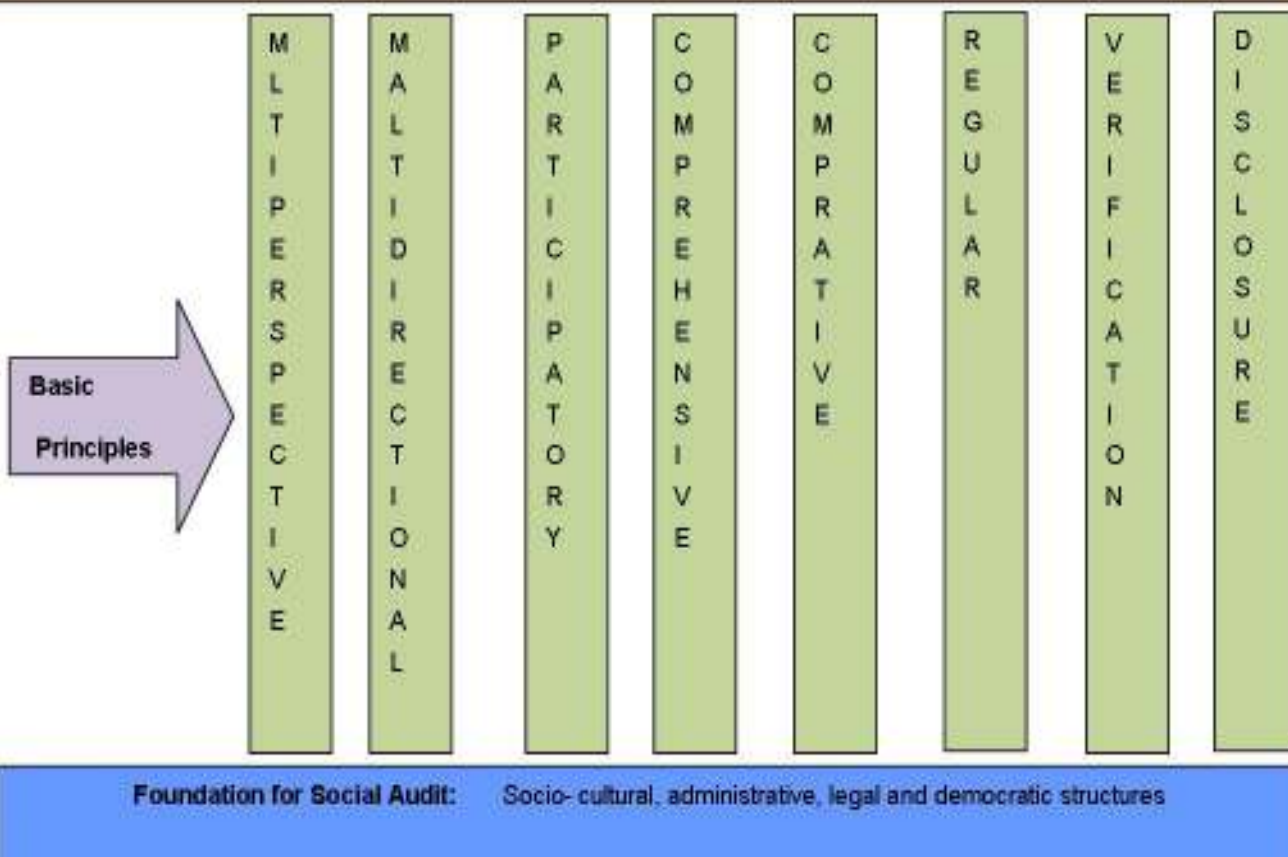 Basic
Principles
MLTIPERSPECTIVE
MALTIDIRECTIONAL
PARTICIPATORY
COMPREHENSIVE
COMPRATIVE
REGULAR
VERIFICATION
DISCLOSURE
Foundation for Social Audit: Socio- cultural, administrative, legal and democratic structures